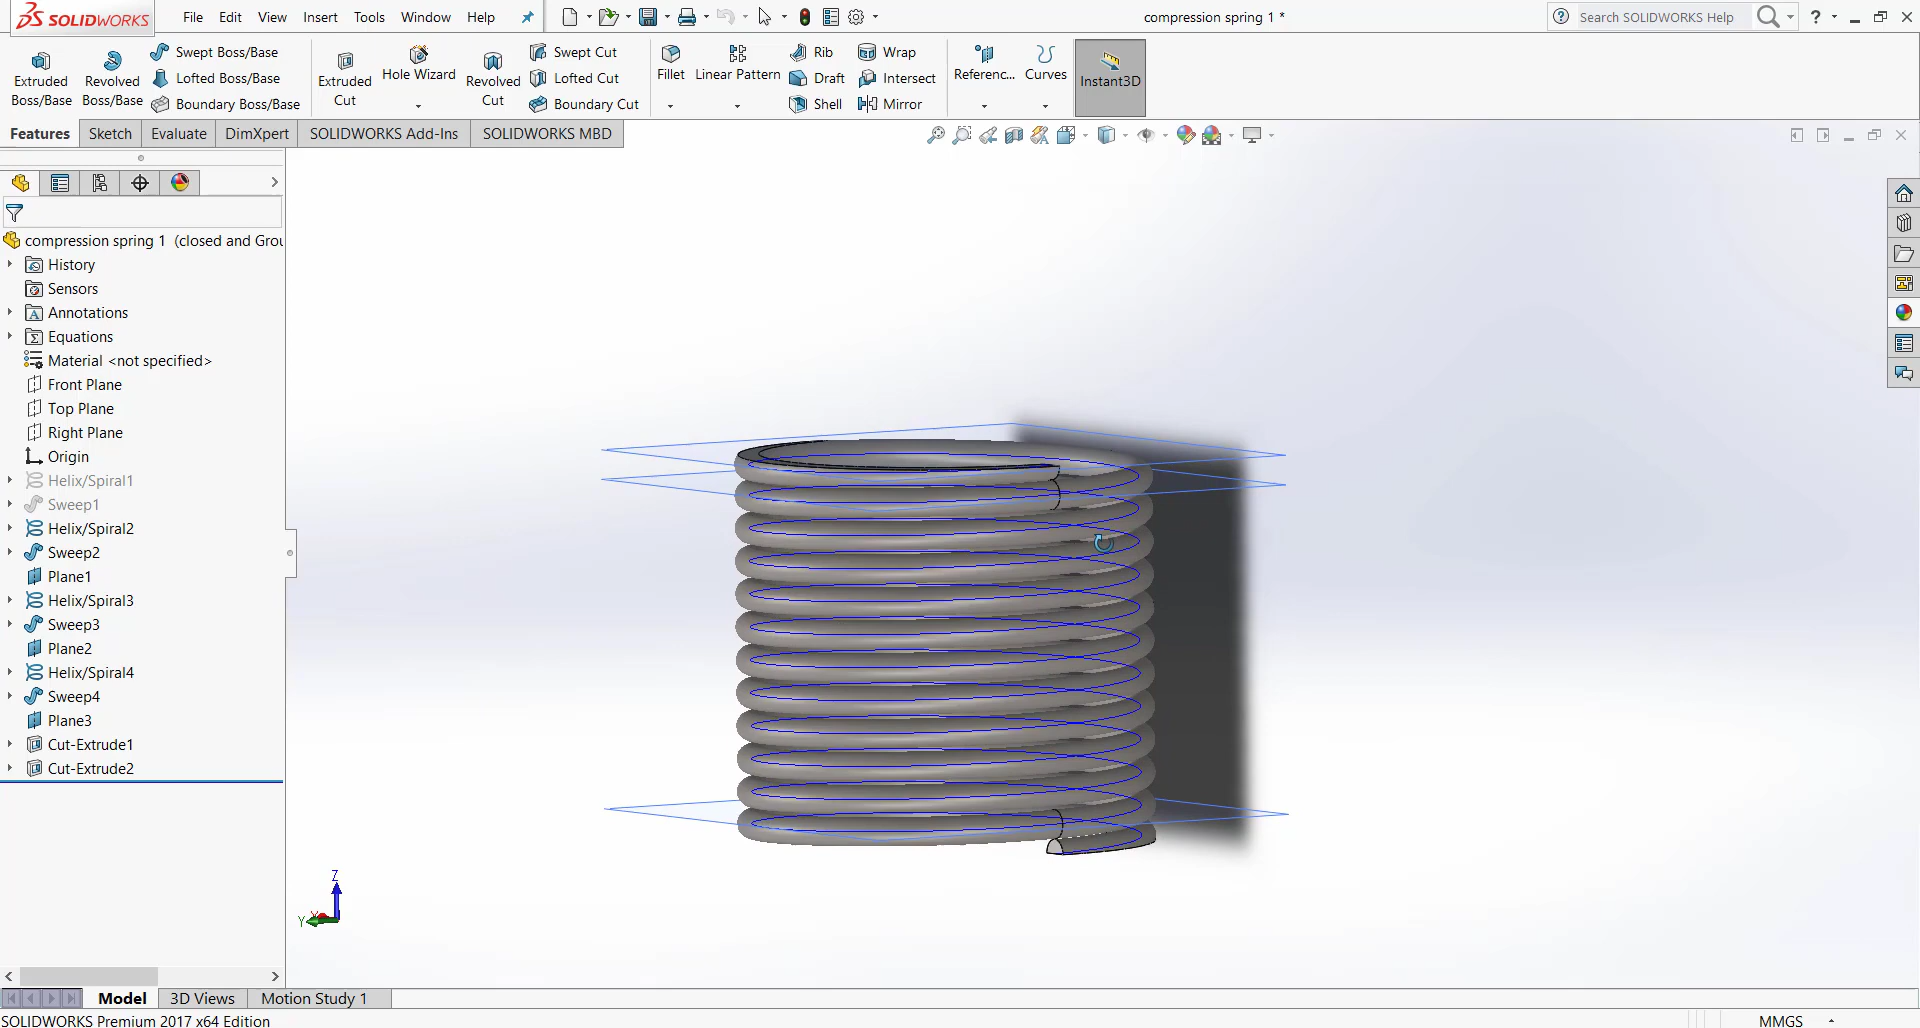 SOLIDWORKS
File Edit View Insert Tools Window Help
compression spring 1 *
Search SOLIDWORKS Help
Extruded Boss/Base
Revolved Boss/Base
Swept Boss/Base
Lofted Boss/Base
Boundary Boss/Base
Extruded Cut
Hole Wizard
Revolved Cut
Swept Cut
Lofted Cut
Boundary Cut
Fillet
Linear Pattern
Rib
Draft
Shell
Wrap
Intersect
Mirror
Referenc...
Curves
Instant3D
Features Sketch Evaluate DimXpert SOLIDWORKS Add-Ins SOLIDWORKS MBD
compression spring 1 (closed and Grou
History
Sensors
Annotations
Equations
Material <not specified>
Front Plane
Top Plane
Right Plane
Origin
Helix/Spiral1
Sweep1
Helix/Spiral2
Sweep2
Plane1
Helix/Spiral3
Sweep3
Plane2
Helix/Spiral4
Sweep4
Plane3
Cut-Extrude1
Cut-Extrude2
Z
Y X
Model 3D Views Motion Study 1
SOLIDWORKS Premium 2017 x64 Edition
MMGS